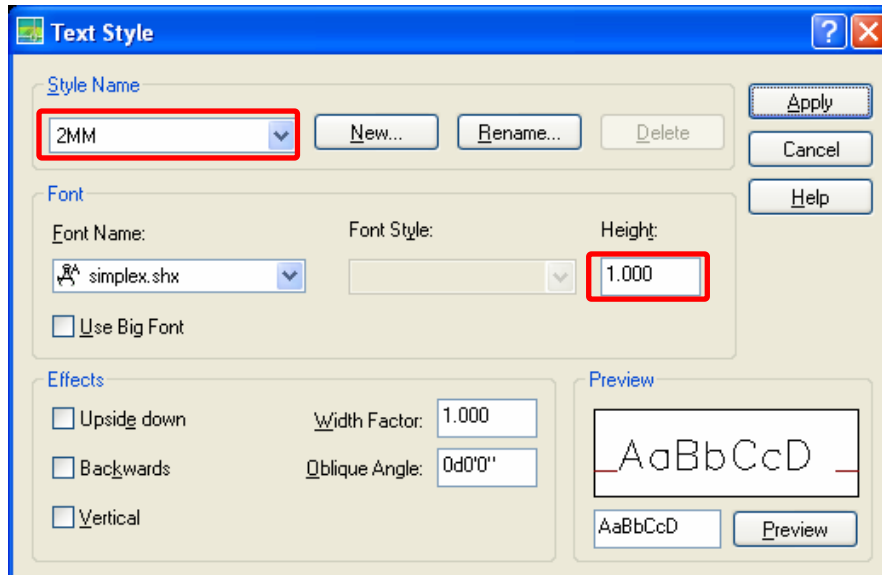 Text Style
Style Name
2MM New... Rename... Delete
Apply
Cancel
Help
Font
Font Name: Font Style: Height:
simplex.shx 1.000
Use Big Font
Effects
Upside down Width Factor: 1.000
Backwards Oblique Angle: 0d0'0"
Vertical
Preview
AaBbCcD
AaBbCcD Preview